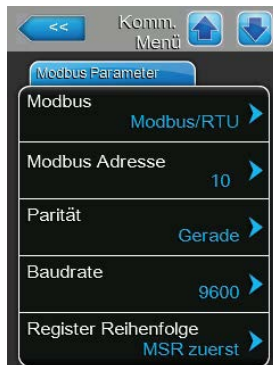 <<
Komm.
Menü
Modbus Parameter
Modbus
Modbus/RTU
Modbus Adresse
10
Parität
Gerade
Baudrate
9600
Register Reihenfolge
MSR zuerst